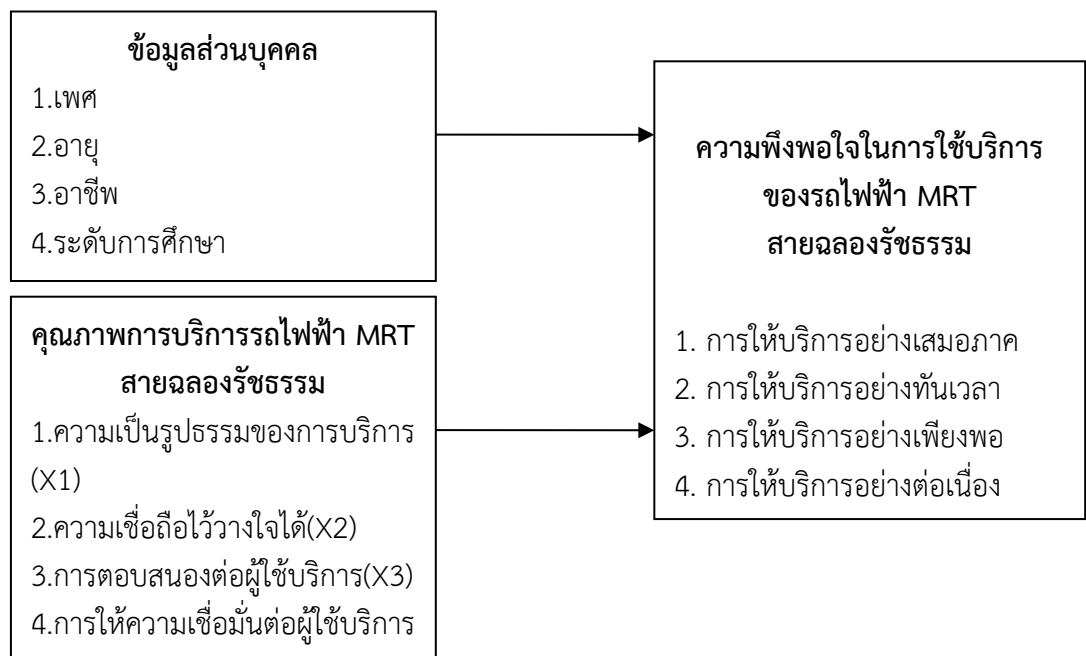 ข้อมูลส่วนบุคคล
1.เพศ
2.อายุ
3.อาชีพ
4.ระดับการศึกษา
คุณภาพการบริการรถไฟฟ้า MRT
สายฉลองรัชธรรม
1.ความเป็นรูปธรรมของการบริการ
(X1)
2.ความเชื่อถือไว้วางใจได้(X2)
3.การตอบสนองต่อผู้ใช้บริการ(X3)
4.การให้ความเชื่อมั่นต่อผู้ใช้บริการ
ความพึงพอใจในการใช้บริการ
ของรถไฟฟ้า MRT
สายฉลองรัชธรรม
1. การให้บริการอย่างเสมอภาค
2. การให้บริการอย่างทันเวลา
3. การให้บริการอย่างเพียงพอ
4. การให้บริการอย่างต่อเนื่อง